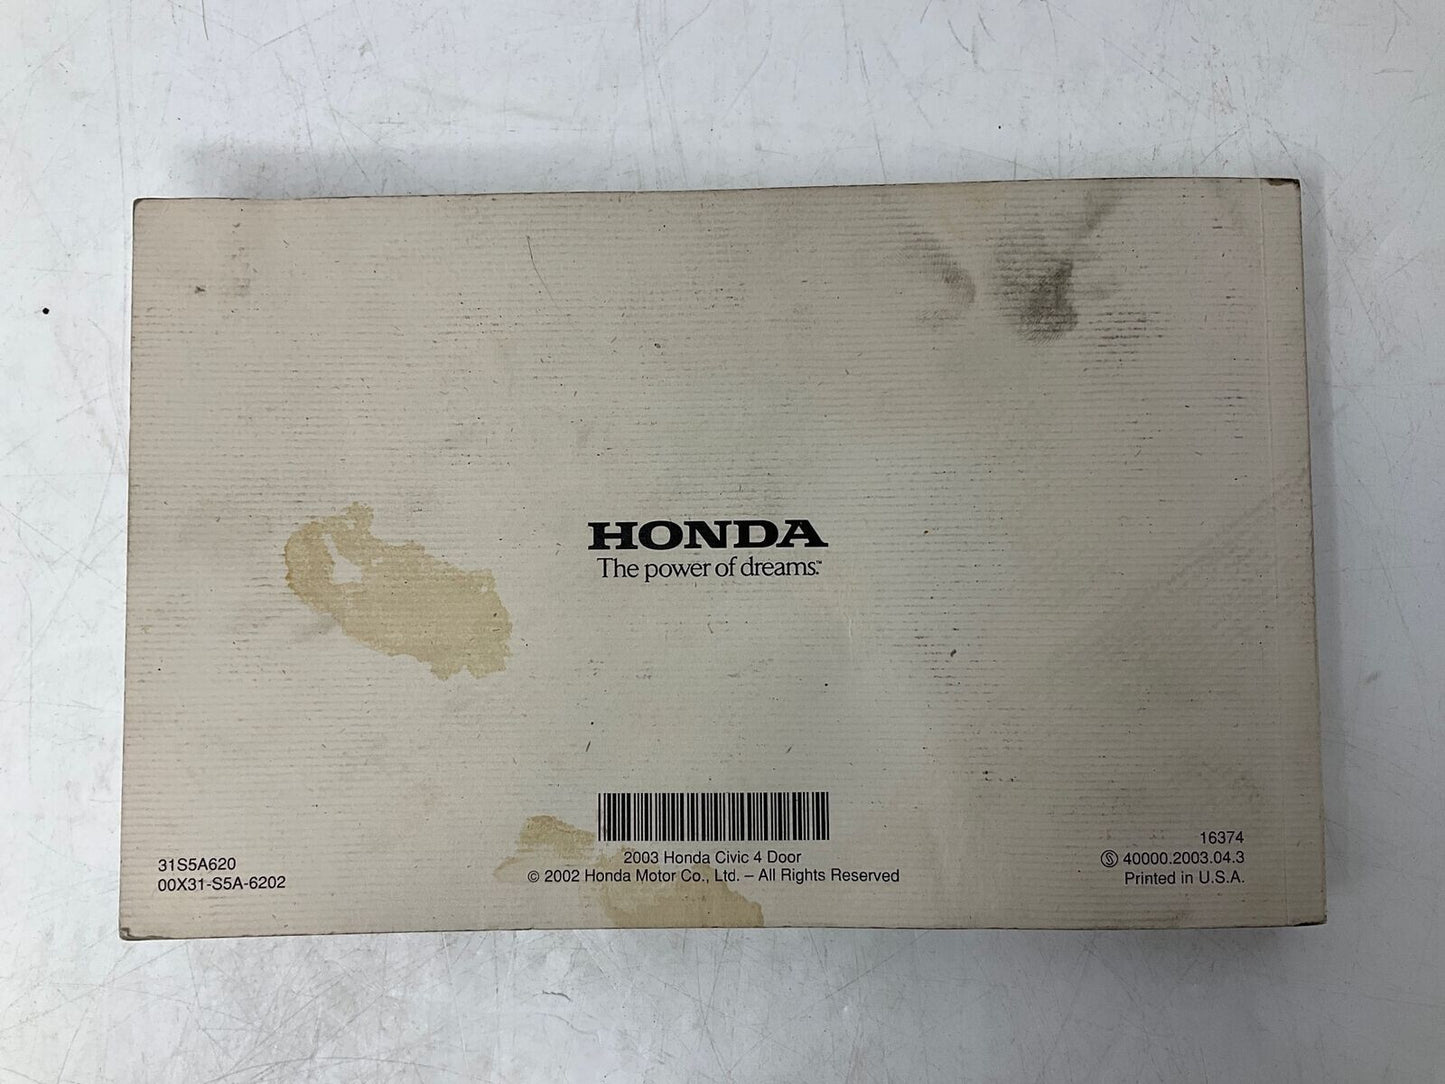 HONDA
The power of dreams.™
31S5A620
00X31-S5A-6202
2003 Honda Civic 4 Door
© 2002 Honda Motor Co., Ltd. – All Rights Reserved
16374
Ⓢ 40000.2003.04.3
Printed in U.S.A.